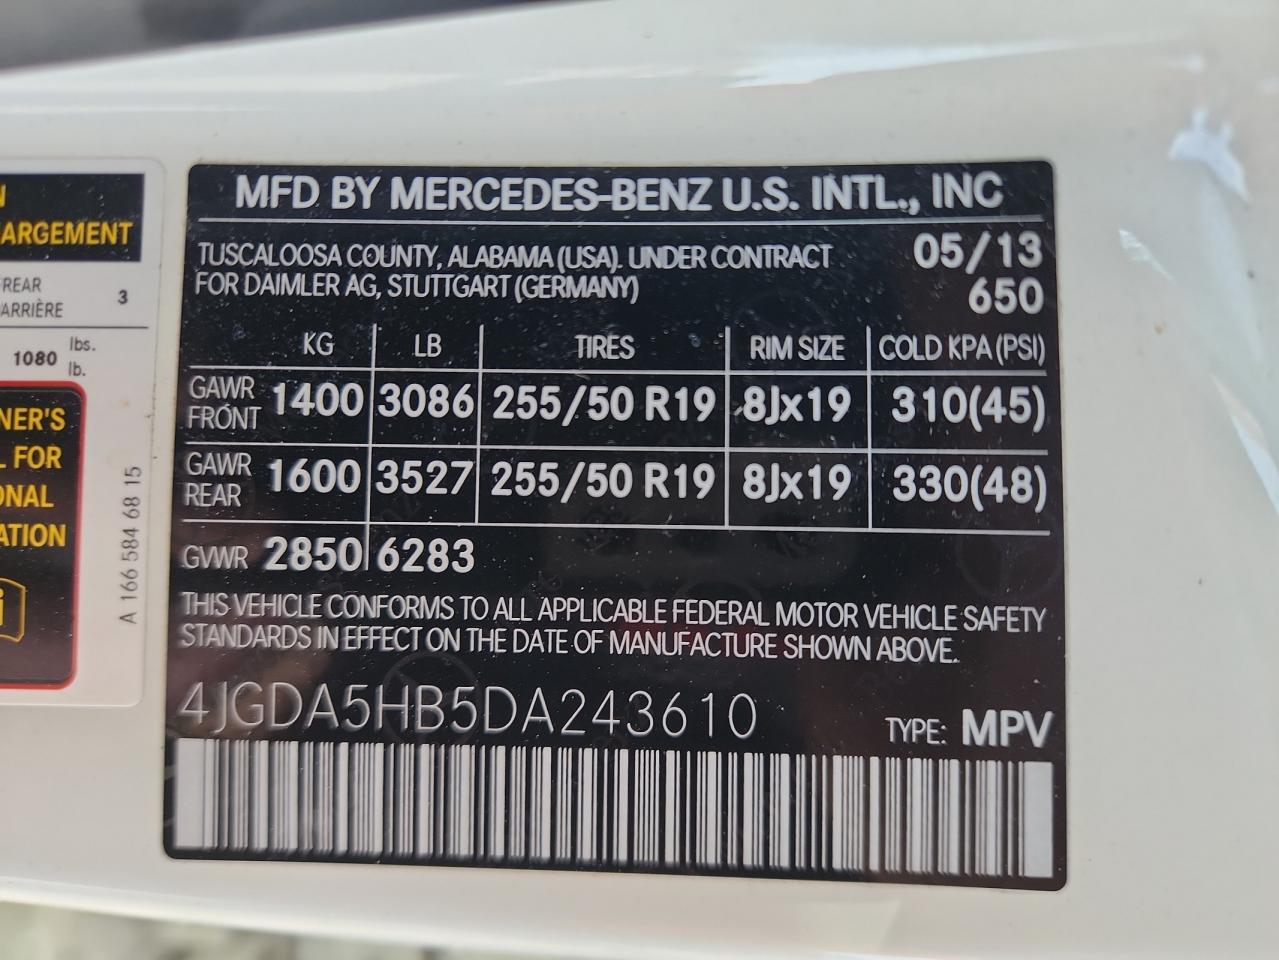 N
ARGEMENT
REAR
ARRIÈRE 3
1080 lbs.
lb.
NER'S
L FOR
ONAL
ATION
i
A 166 584 68 15
MFD BY MERCEDES-BENZ U.S. INTL., INC
TUSCALOOSA COUNTY, ALABAMA (USA). UNDER CONTRACT 05/13
FOR DAIMLER AG, STUTTGART (GERMANY) 650
KG LB TIRES RIM SIZE COLD KPA (PSI)
GAWR FRONT 1400 3086 255/50 R19 8Jx19 310(45)
GAWR REAR 1600 3527 255/50 R19 8Jx19 330(48)
GVWR 2850 6283
THIS VEHICLE CONFORMS TO ALL APPLICABLE FEDERAL MOTOR VEHICLE SAFETY
STANDARDS IN EFFECT ON THE DATE OF MANUFACTURE SHOWN ABOVE.
4JGDA5HB5DA243610 TYPE: MPV